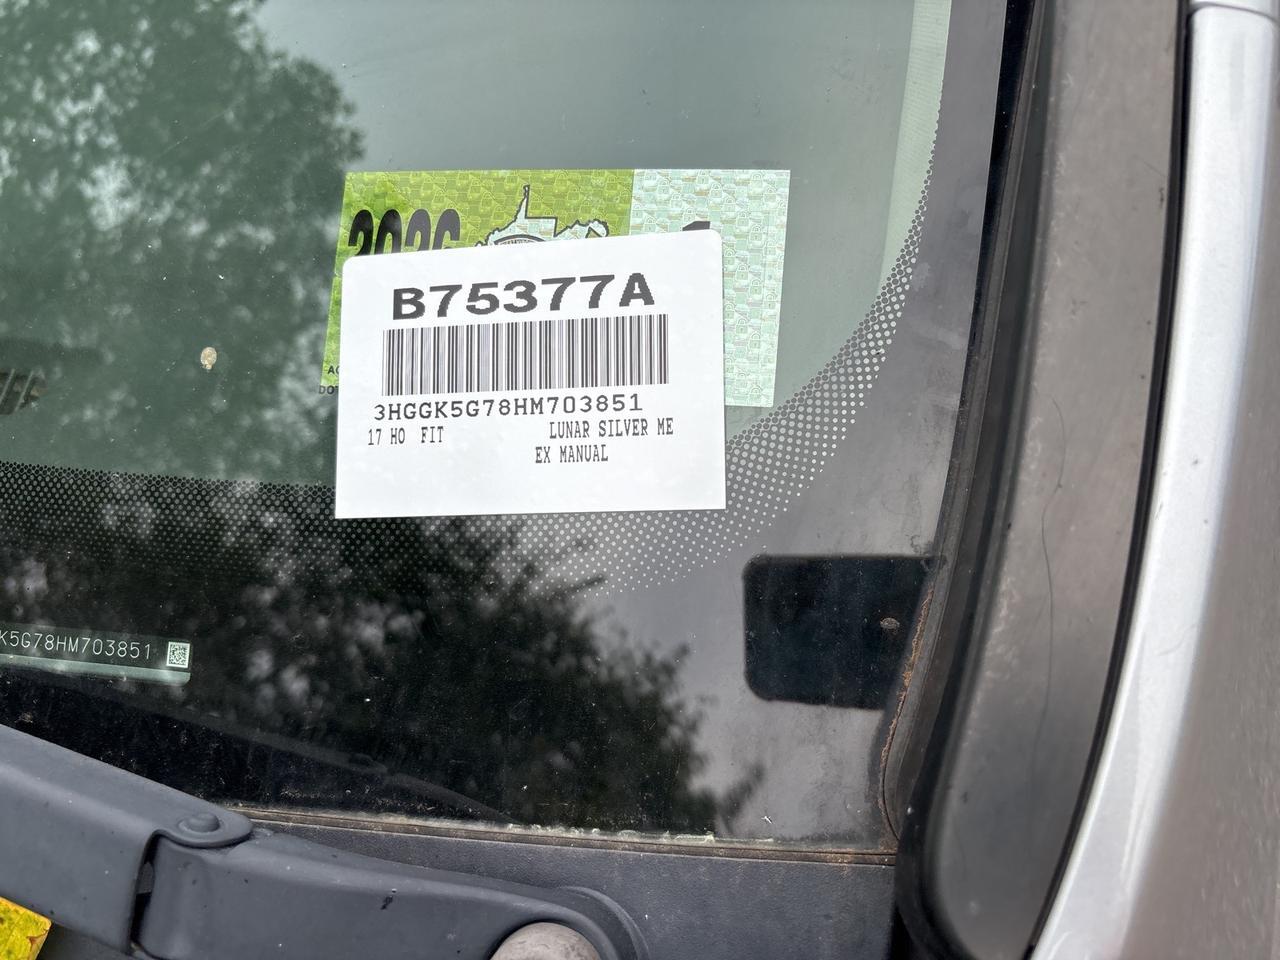 2026
B75377A
3HGGK5G78HM703851
17 HO FIT LUNAR SILVER ME
EX MANUAL
K5G78HM703851